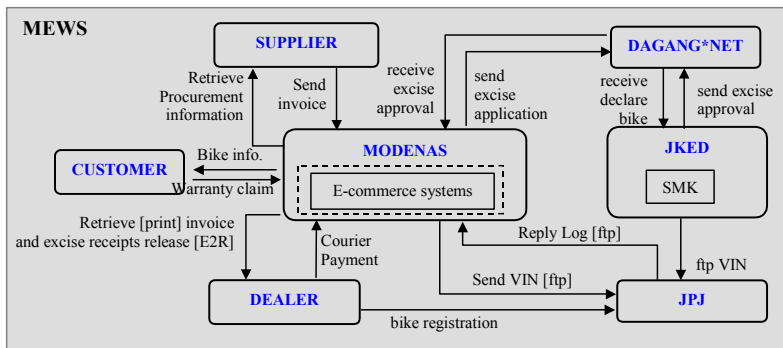 MEWS
SUPPLIER
DAGANG*NET
Retrieve
Procurement
information
Send
invoice
receive
excise
approval
send
excise
application
receive
declare
bike
send excise
approval
MODENAS
E-commerce systems
JKED
SMK
CUSTOMER
Bike info.
Warranty claim
Retrieve [print] invoice
and excise receipts release [E2R]
Courier
Payment
Reply Log [ftp]
Send VIN [ftp]
ftp VIN
DEALER
bike registration
JPJ